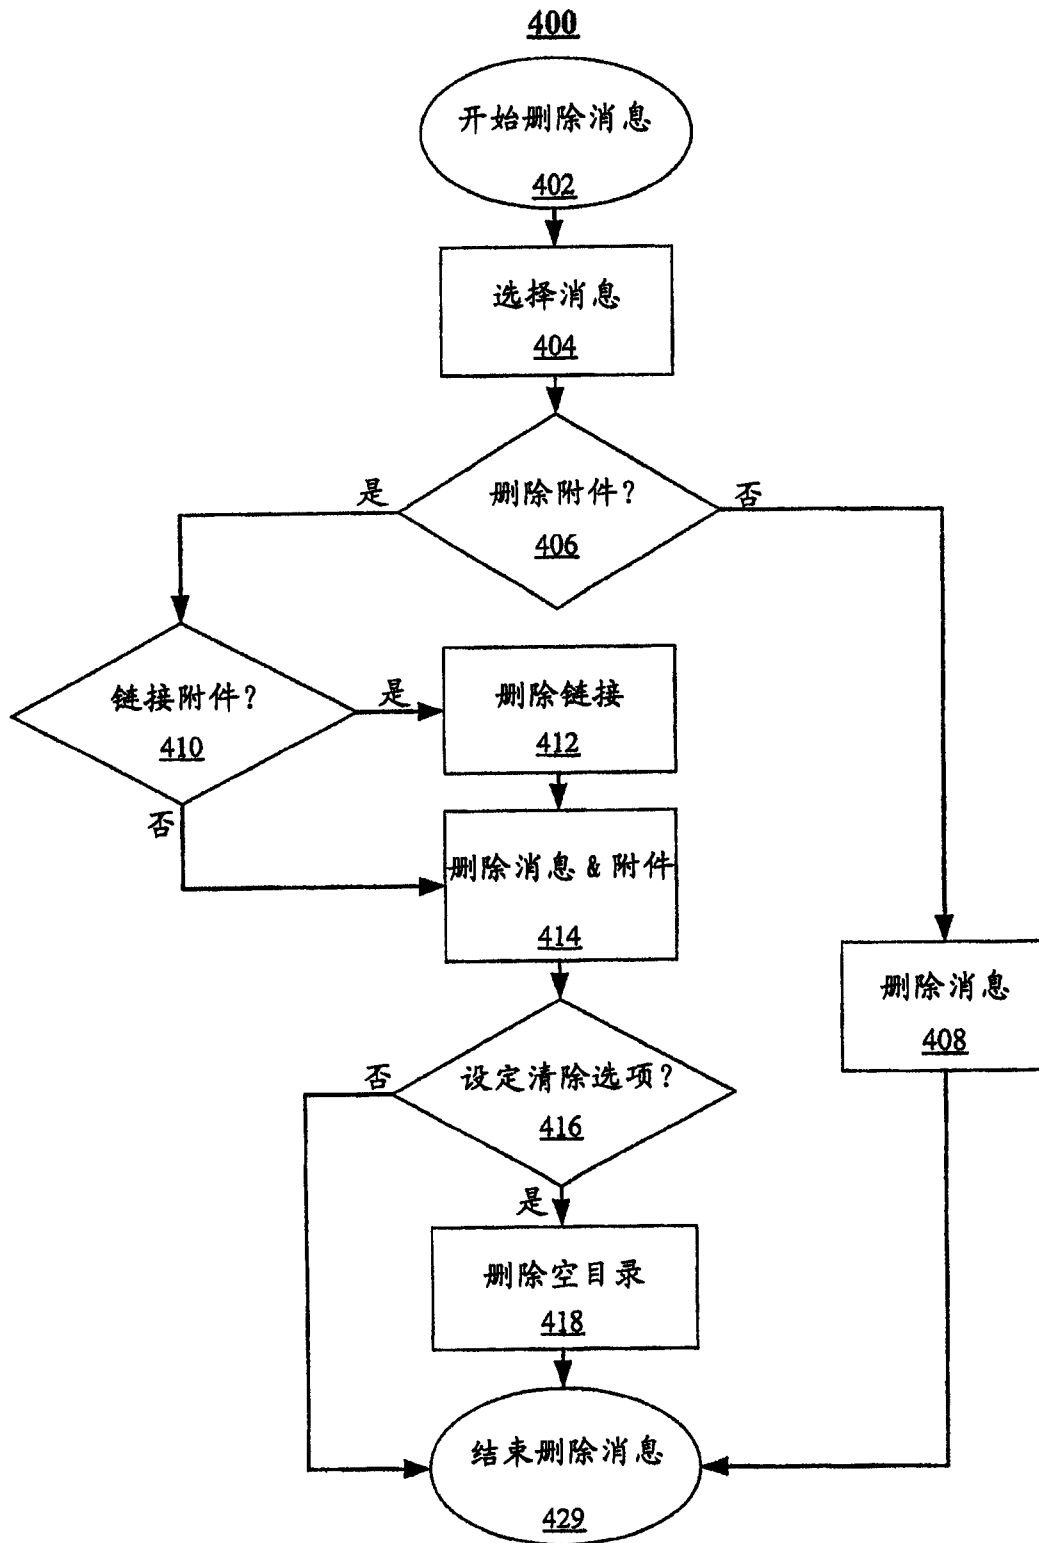 400
开始删除消息
402
选择消息
404
删除附件？
406
是
否
链接附件？
410
是
否
删除链接
412
删除消息 & 附件
414
删除消息
408
设定清除选项？
416
否
是
删除空目录
418
结束删除消息
429